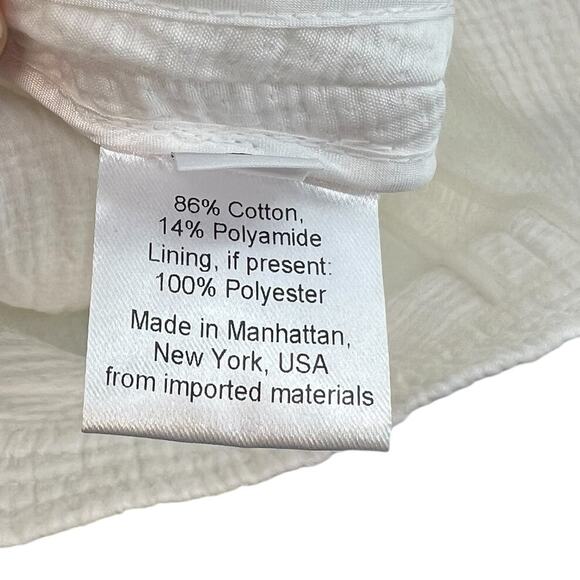 86% Cotton,
14% Polyamide
Lining, if present:
100% Polyester
Made in Manhattan,
New York, USA
from imported materials